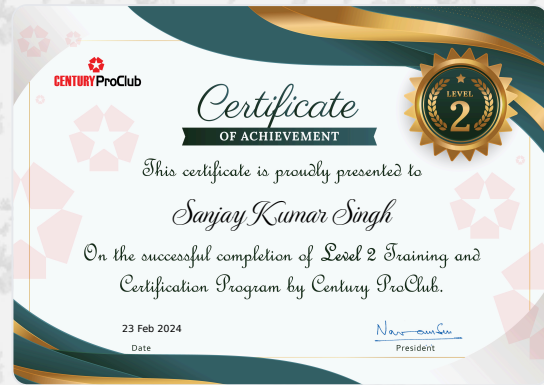 CENTURY ProClub
Certificate
OF ACHIEVEMENT
LEVEL
2
This certificate is proudly presented to
Sanjay Kumar Singh
On the successful completion of Level 2 Training and
Certification Program by Century ProClub.
23 Feb 2024
Date
President